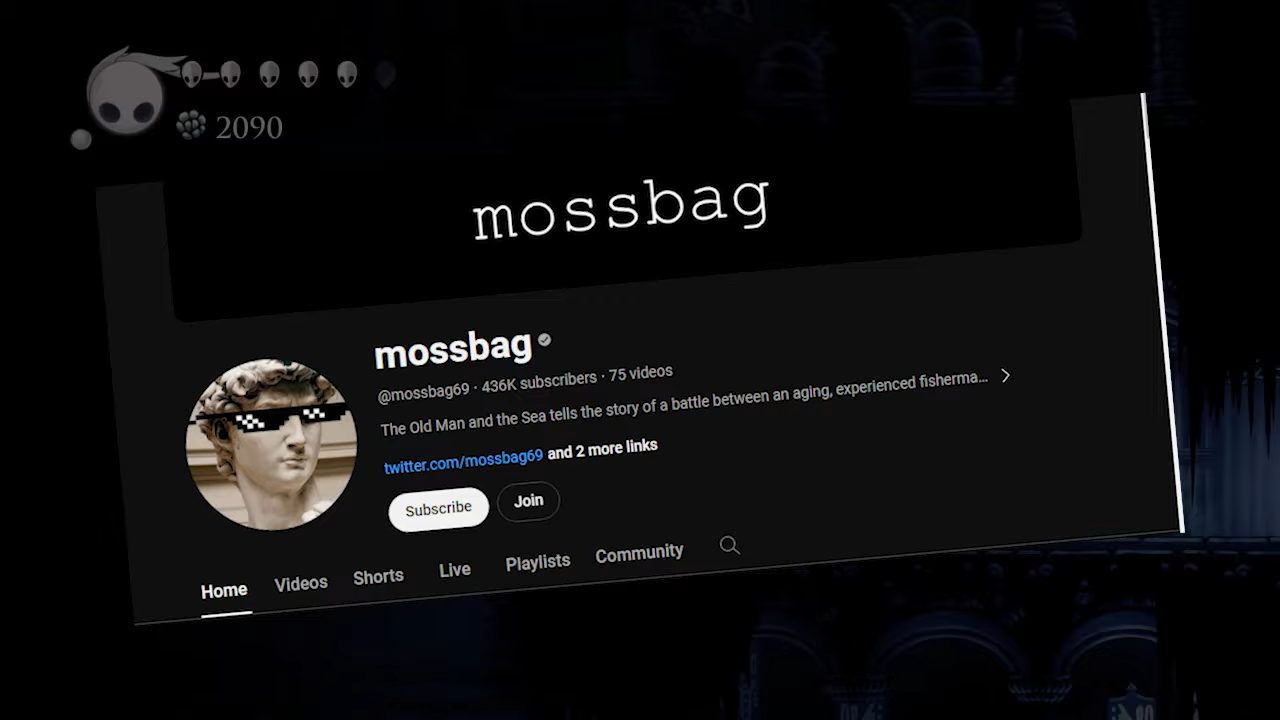 2090
mossbag
mossbag
@mossbag69 · 436K subscribers · 75 videos
The Old Man and the Sea tells the story of a battle between an aging, experienced fisherma...
twitter.com/mossbag69 and 2 more links
Subscribe Join
Home Videos Shorts Live Playlists Community